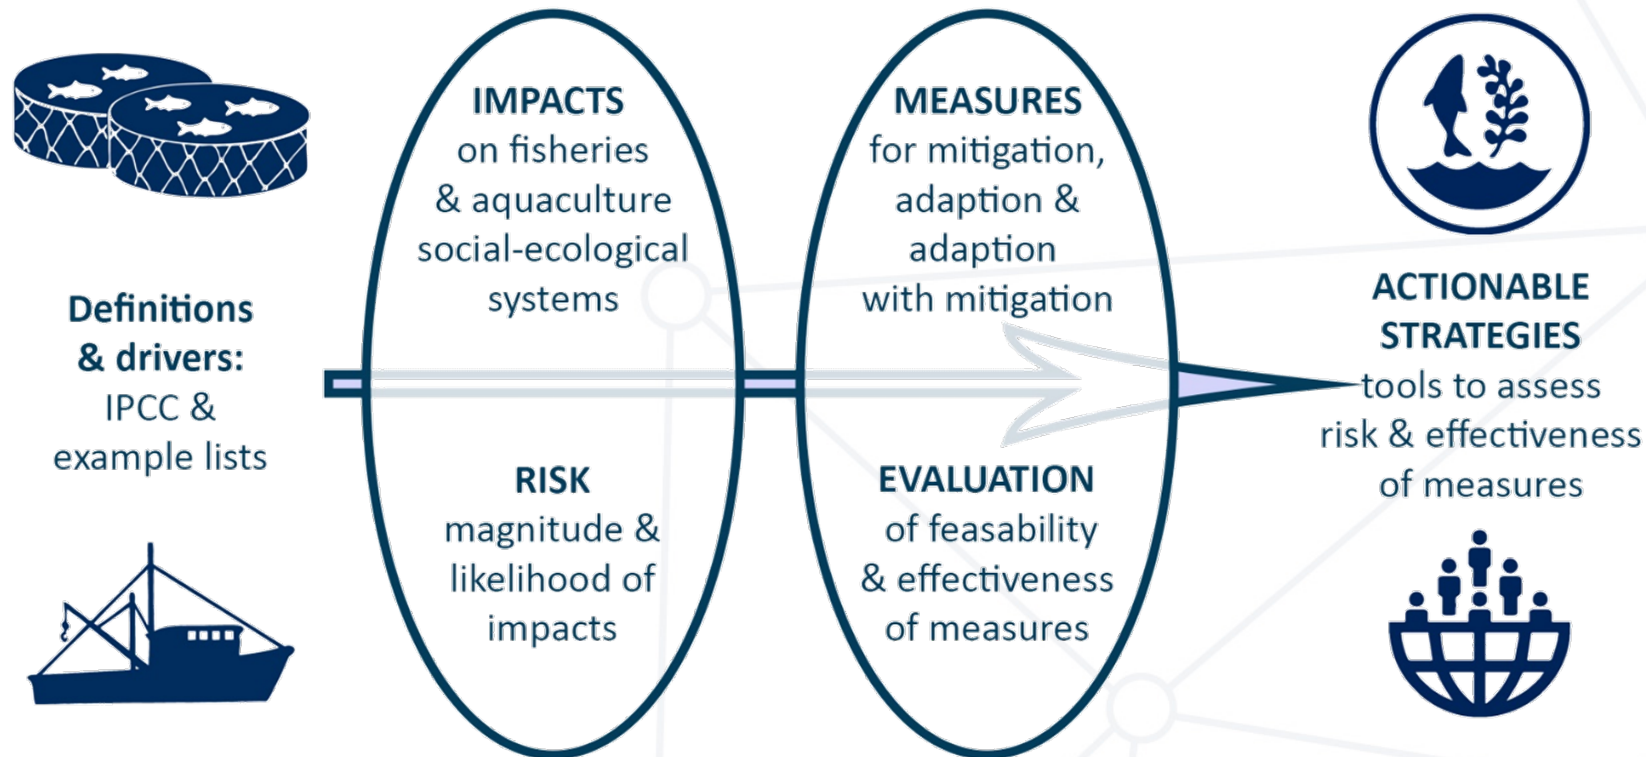 Definitions
& drivers:
IPCC &
example lists
IMPACTS
on fisheries
& aquaculture
social-ecological
systems
RISK
magnitude &
likelihood of
impacts
MEASURES
for mitigation,
adaption &
adaption
with mitigation
EVALUATION
of feasability
& effectiveness
of measures
ACTIONABLE
STRATEGIES
tools to assess
risk & effectiveness
of measures